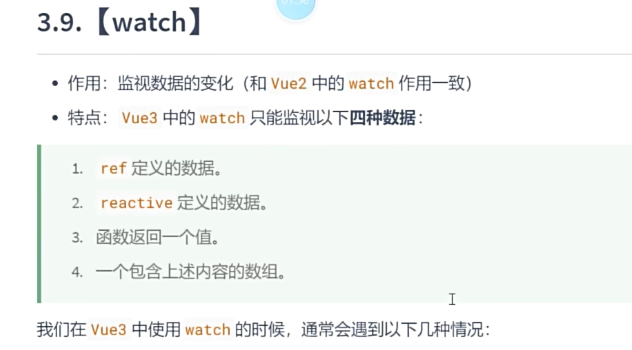 3.9.【watch】
作用：监视数据的变化（和 Vue2 中的 watch 作用一致）
特点：Vue3 中的 watch 只能监视以下四种数据：
1. ref 定义的数据。
2. reactive 定义的数据。
3. 函数返回一个值。
4. 一个包含上述内容的数组。
我们在 Vue3 中使用 watch 的时候，通常会遇到以下几种情况：